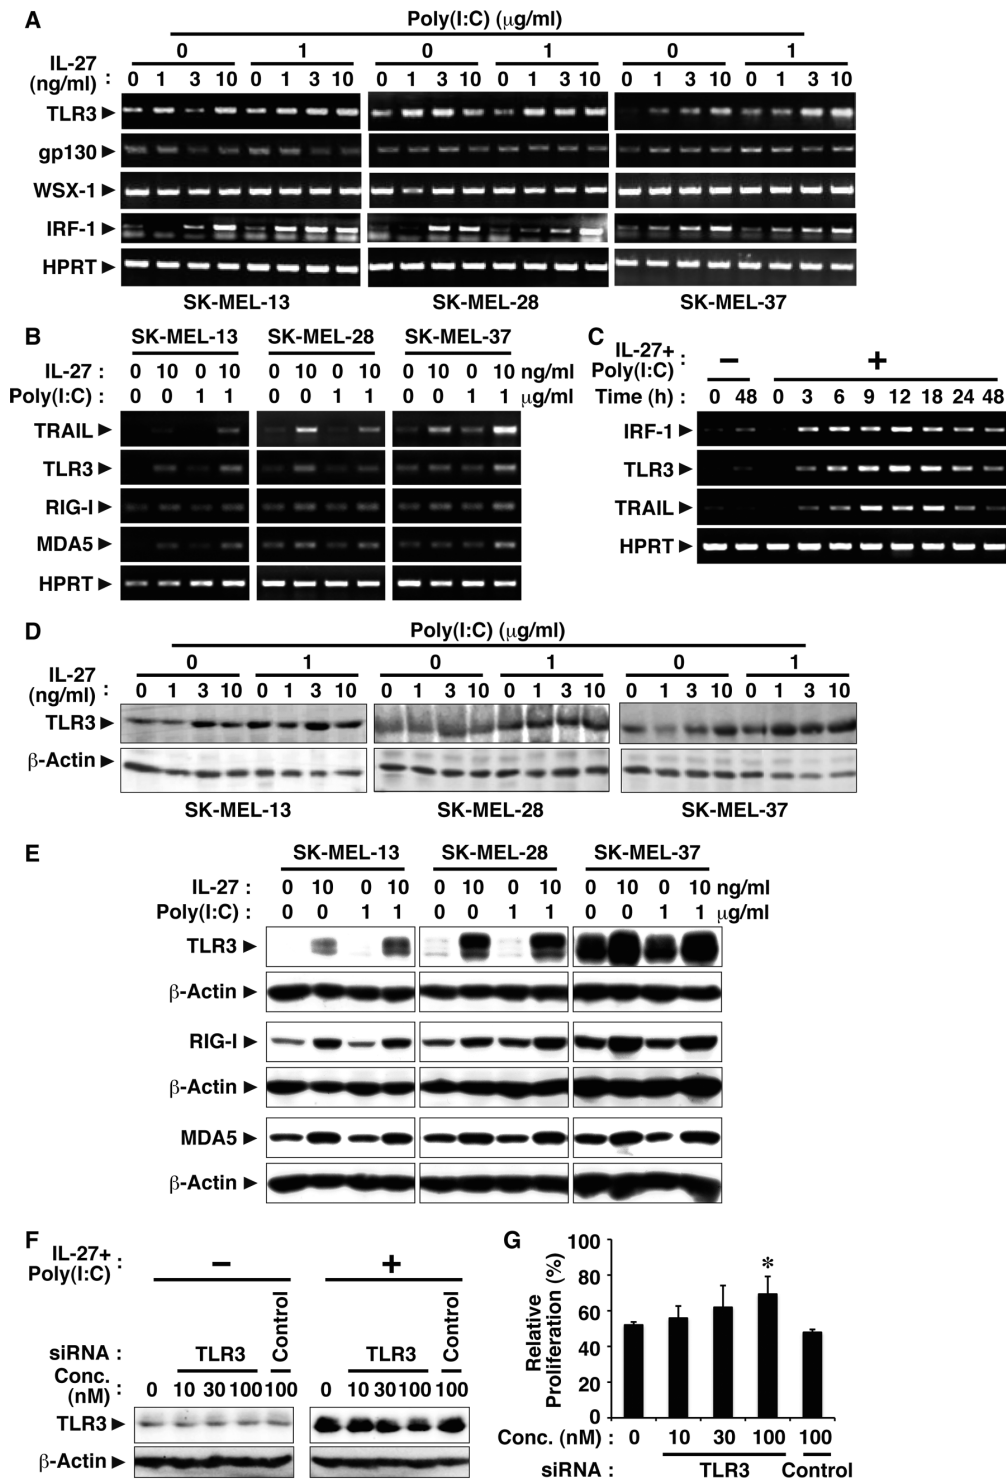 A
Poly(I:C) (μg/ml)
0 1 0 1 0 1
IL-27
(ng/ml) : 0 1 3 10 0 1 3 10 0 1 3 10 0 1 3 10 0 1 3 10 0 1 3 10
TLR3
gp130
WSX-1
IRF-1
HPRT
SK-MEL-13 SK-MEL-28 SK-MEL-37
B
SK-MEL-13 SK-MEL-28 SK-MEL-37
IL-27 : 0 10 0 10 0 10 0 10 0 10 0 10 ng/ml
Poly(I:C) : 0 0 1 1 0 0 1 1 0 0 1 1 μg/ml
TRAIL
TLR3
RIG-I
MDA5
HPRT
C
IL-27+
Poly(I:C) : − +
Time (h) : 0 48 0 3 6 9 12 18 24 48
IRF-1
TLR3
TRAIL
HPRT
D
Poly(I:C) (μg/ml)
0 1 0 1 0 1
IL-27
(ng/ml) : 0 1 3 10 0 1 3 10 0 1 3 10 0 1 3 10 0 1 3 10 0 1 3 10
TLR3
β-Actin
SK-MEL-13 SK-MEL-28 SK-MEL-37
E
SK-MEL-13 SK-MEL-28 SK-MEL-37
IL-27 : 0 10 0 10 0 10 0 10 0 10 0 10 ng/ml
Poly(I:C) : 0 0 1 1 0 0 1 1 0 0 1 1 μg/ml
TLR3
β-Actin
RIG-I
β-Actin
MDA5
β-Actin
F
IL-27+
Poly(I:C) : − +
siRNA : TLR3 Control TLR3 Control
Conc.
(nM) : 0 10 30 100 100 0 10 30 100 100
TLR3
β-Actin
G
Relative
Proliferation (%)
100
80
60
40
20
0
*
Conc. (nM) : 0 10 30 100 100
siRNA : TLR3 Control